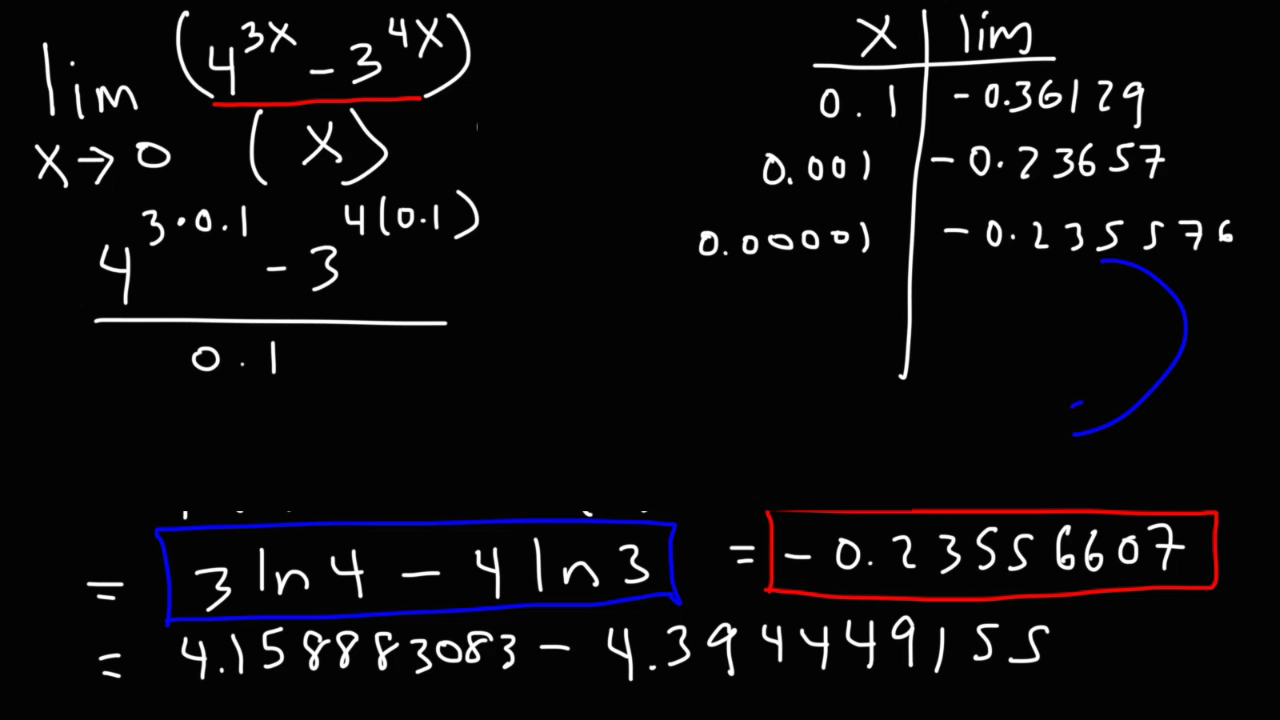 lim x→0 (4^{3x} - 3^{4x}) / (x)
4^{3·0.1} - 3^{4(0.1)} / 0.1
x | lim
0.1 | -0.36129
0.001 | -0.23657
0.00001 | -0.235576
= 3 ln 4 - 4 ln 3 = -0.23556607
= 4.158883083 - 4.394449155